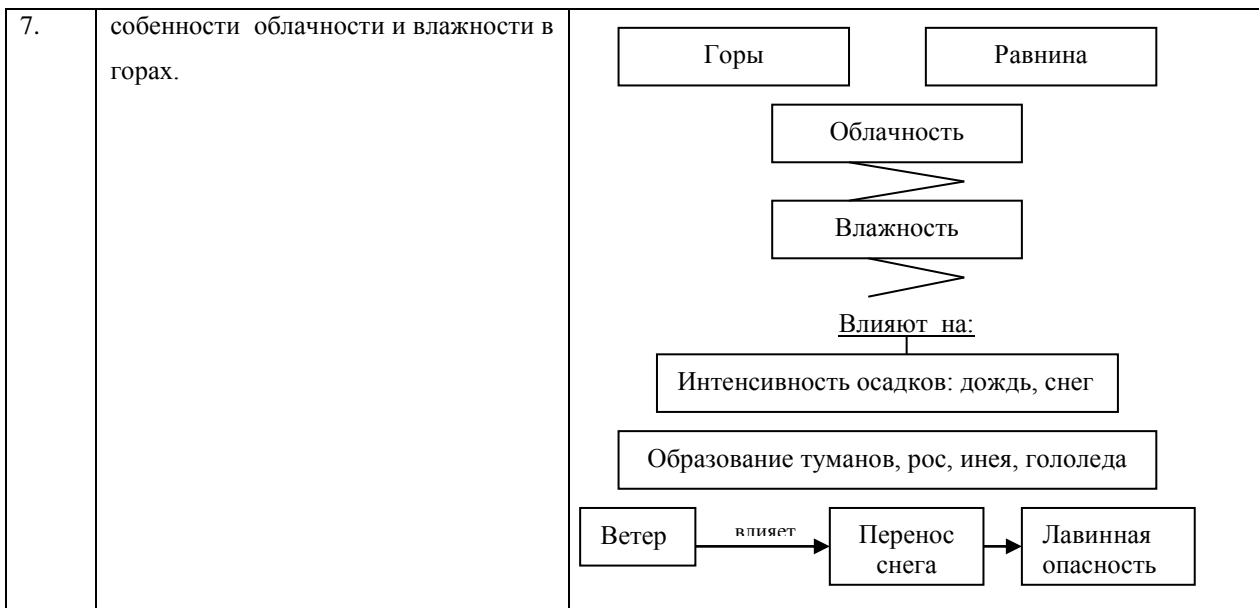 7.
собенности облачности и влажности в
горах.
Горы
Равнина
Облачность
Влажность
Влияют на:
Интенсивность осадков: дождь, снег
Образование туманов, рос, инея, гололеда
Ветер
влияет
Перенос
снега
Лавинная
опасность